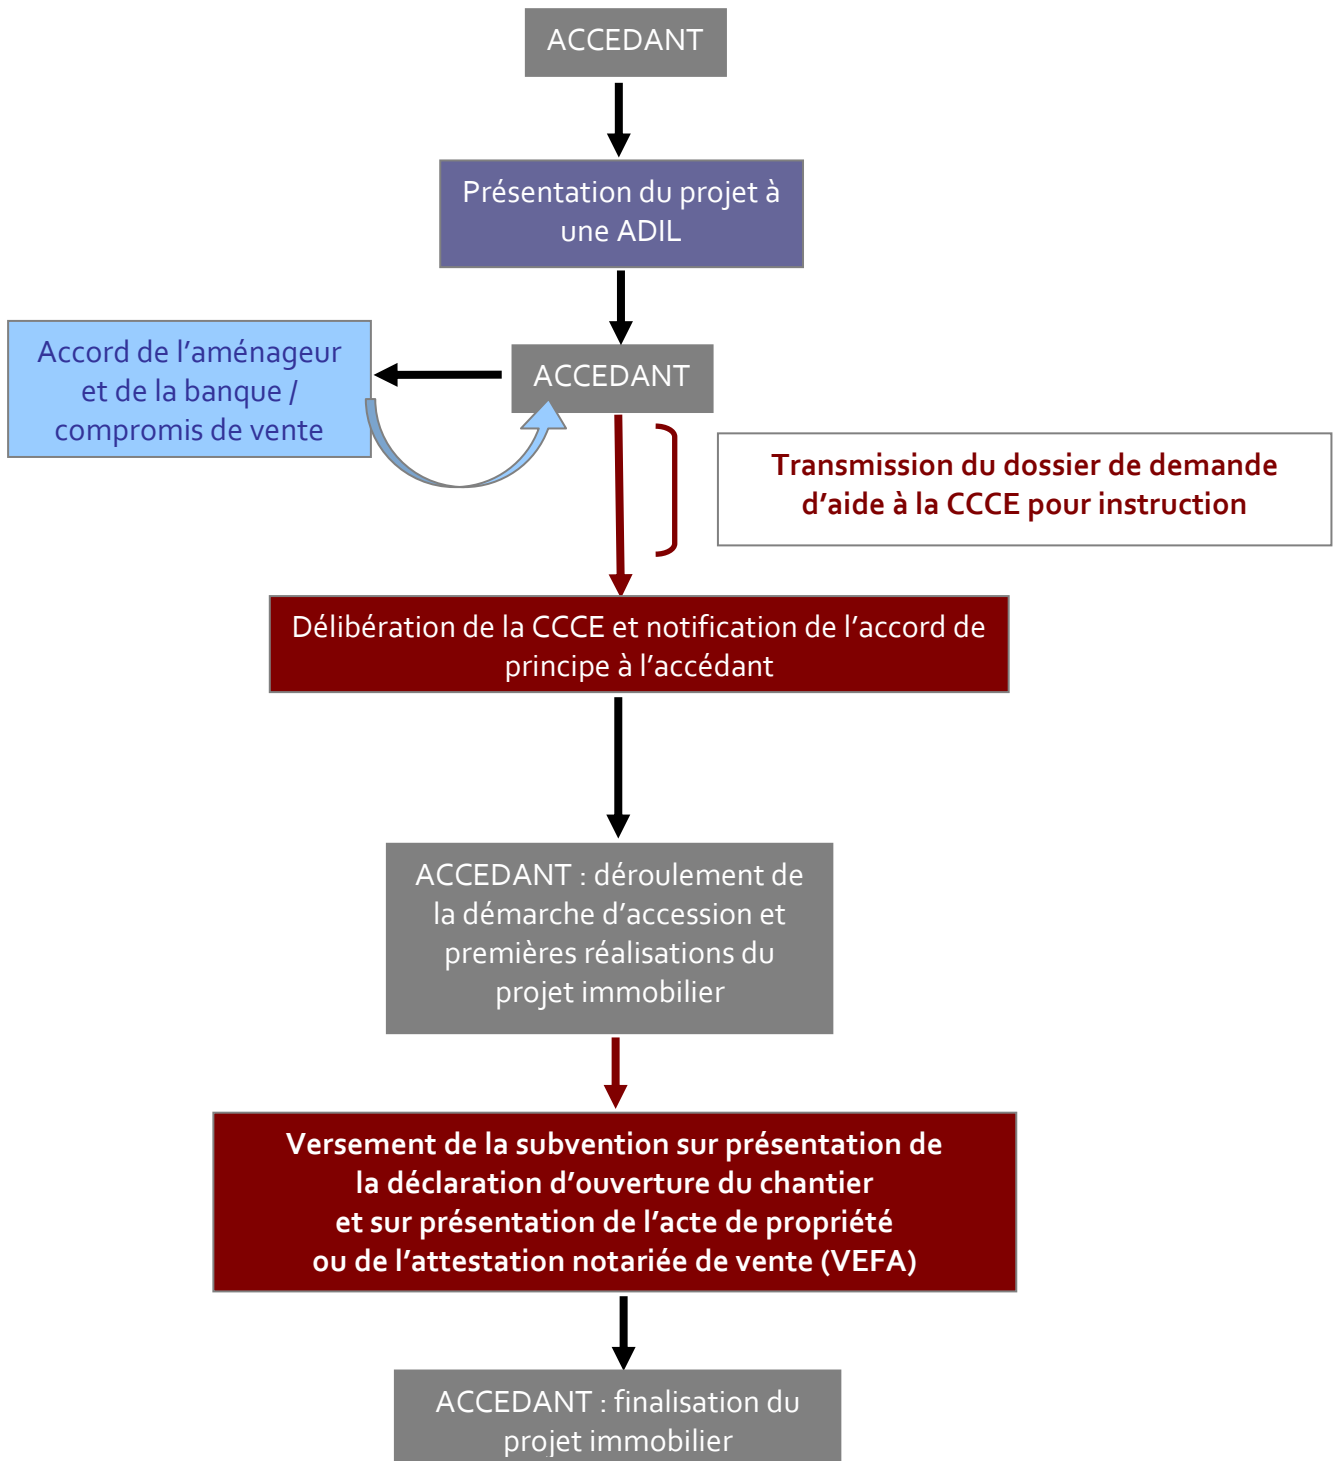 ACCEDANT
Présentation du projet à
une ADIL
Accord de l’aménageur
et de la banque /
compromis de vente
ACCEDANT
Transmission du dossier de demande
d’aide à la CCCE pour instruction
Délibération de la CCCE et notification de l’accord de
principe à l’accédant
ACCEDANT : déroulement de
la démarche d’accession et
premières réalisations du
projet immobilier
Versement de la subvention sur présentation de
la déclaration d’ouverture du chantier
et sur présentation de l’acte de propriété
ou de l’attestation notariée de vente (VEFA)
ACCEDANT : finalisation du
projet immobilier